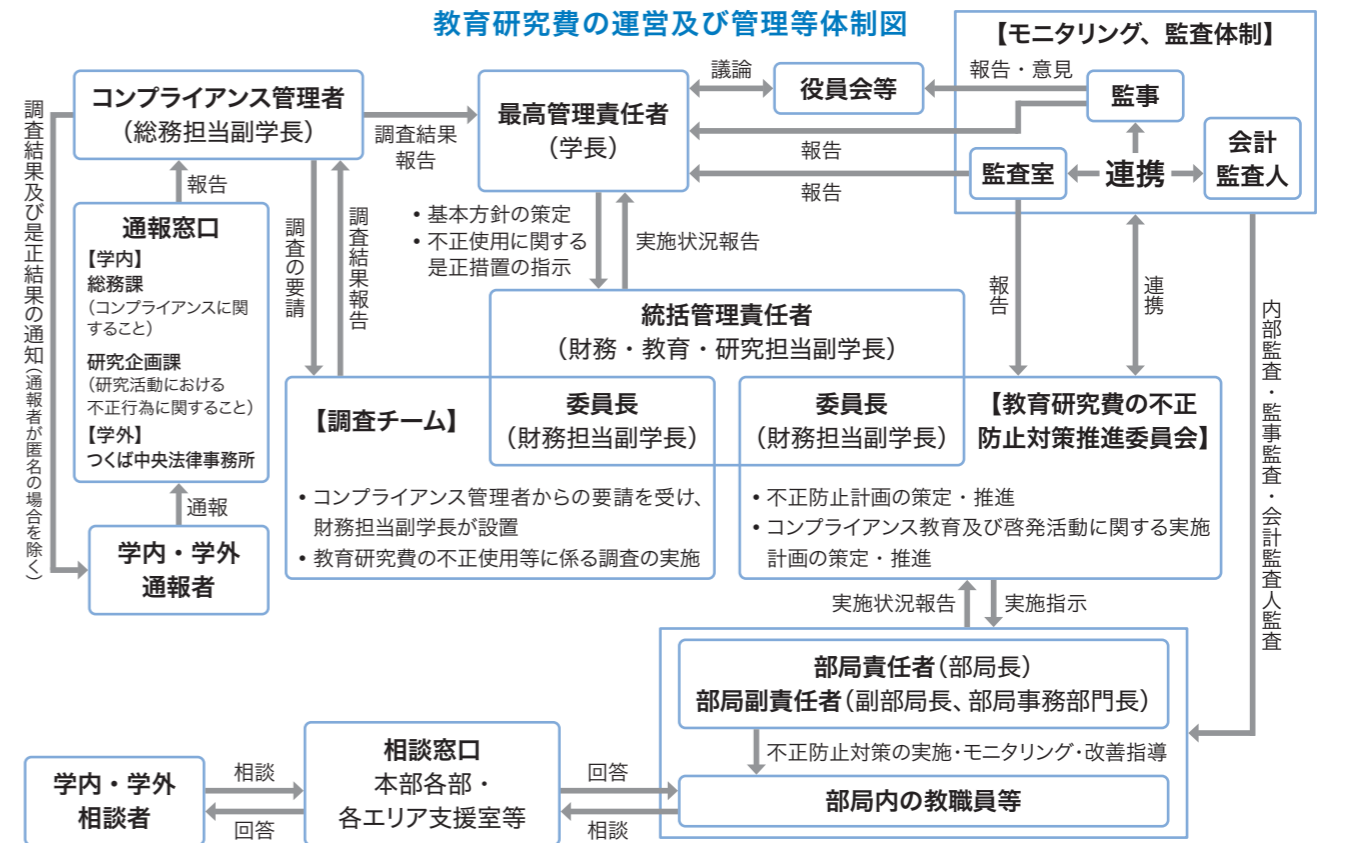 教育研究費の運営及び管理等体制図
【モニタリング、監査体制】
コンプライアンス管理者
（総務担当副学長）
調査結果
報告
最高管理責任者
（学長）
議論
役員会等
報告・意見
監事
報告
報告
監査室
連携
会計
監査人
調査結果及び是正結果の通知（通報者が匿名の場合を除く）
報告
通報窓口
【学内】
総務課
（コンプライアンスに関
すること）
研究企画課
（研究活動における
不正行為に関すること）
【学外】
つくば中央法律事務所
通報
学内・学外
通報者
調査の要請
調査結果報告
• 基本方針の策定
• 不正使用に関する
是正措置の指示
実施状況報告
報告
連携
内部監査・監事監査・会計監査人監査
統括管理責任者
（財務・教育・研究担当副学長）
【調査チーム】
委員長
（財務担当副学長）
• コンプライアンス管理者からの要請を受け、
財務担当副学長が設置
• 教育研究費の不正使用等に係る調査の実施
委員長
（財務担当副学長）
【教育研究費の不正
防止対策推進委員会】
• 不正防止計画の策定・推進
• コンプライアンス教育及び啓発活動に関する実施
計画の策定・推進
実施状況報告
実施指示
部局責任者（部局長）
部局副責任者（副部局長、部局事務部門長）
不正防止対策の実施・モニタリング・改善指導
部局内の教職員等
学内・学外
相談者
相談
回答
相談窓口
本部各部・
各エリア支援室等
回答
相談